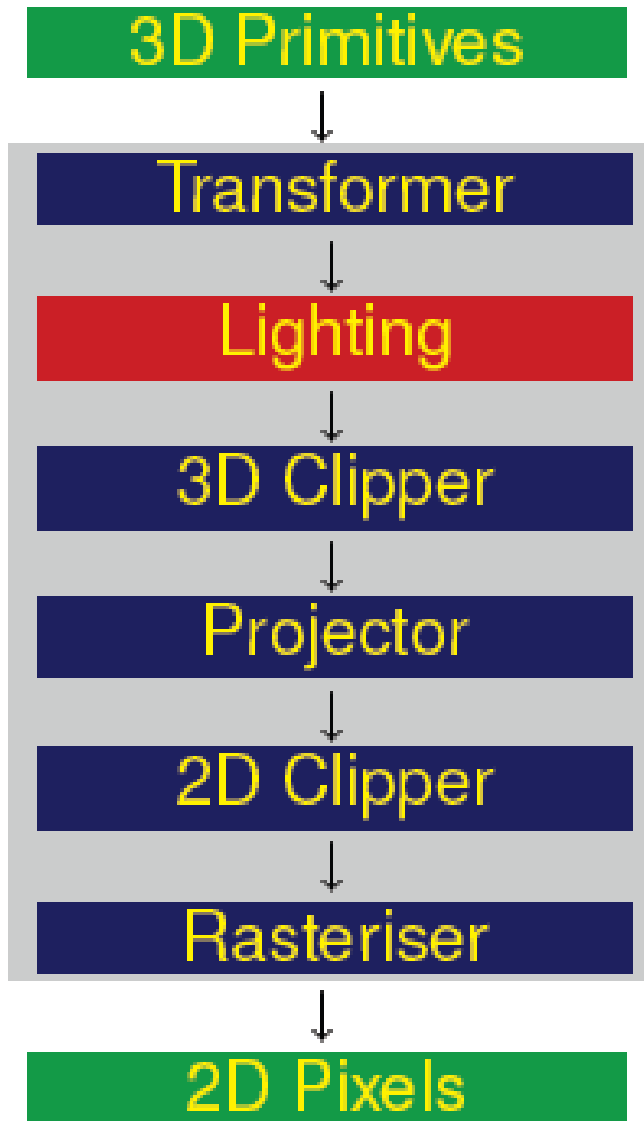 3D Primitives
Transformer
Lighting
3D Clipper
Projector
2D Clipper
Rasteriser
2D Pixels